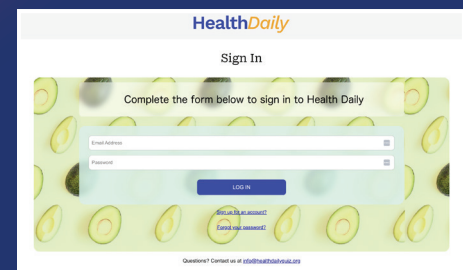 HealthDaily
Sign In
Complete the form below to sign in to Health Daily
Email Address
Password
LOG IN
Sign up for an account?
Forgot your password?
Questions? Contact us at info@healthdailyquiz.org